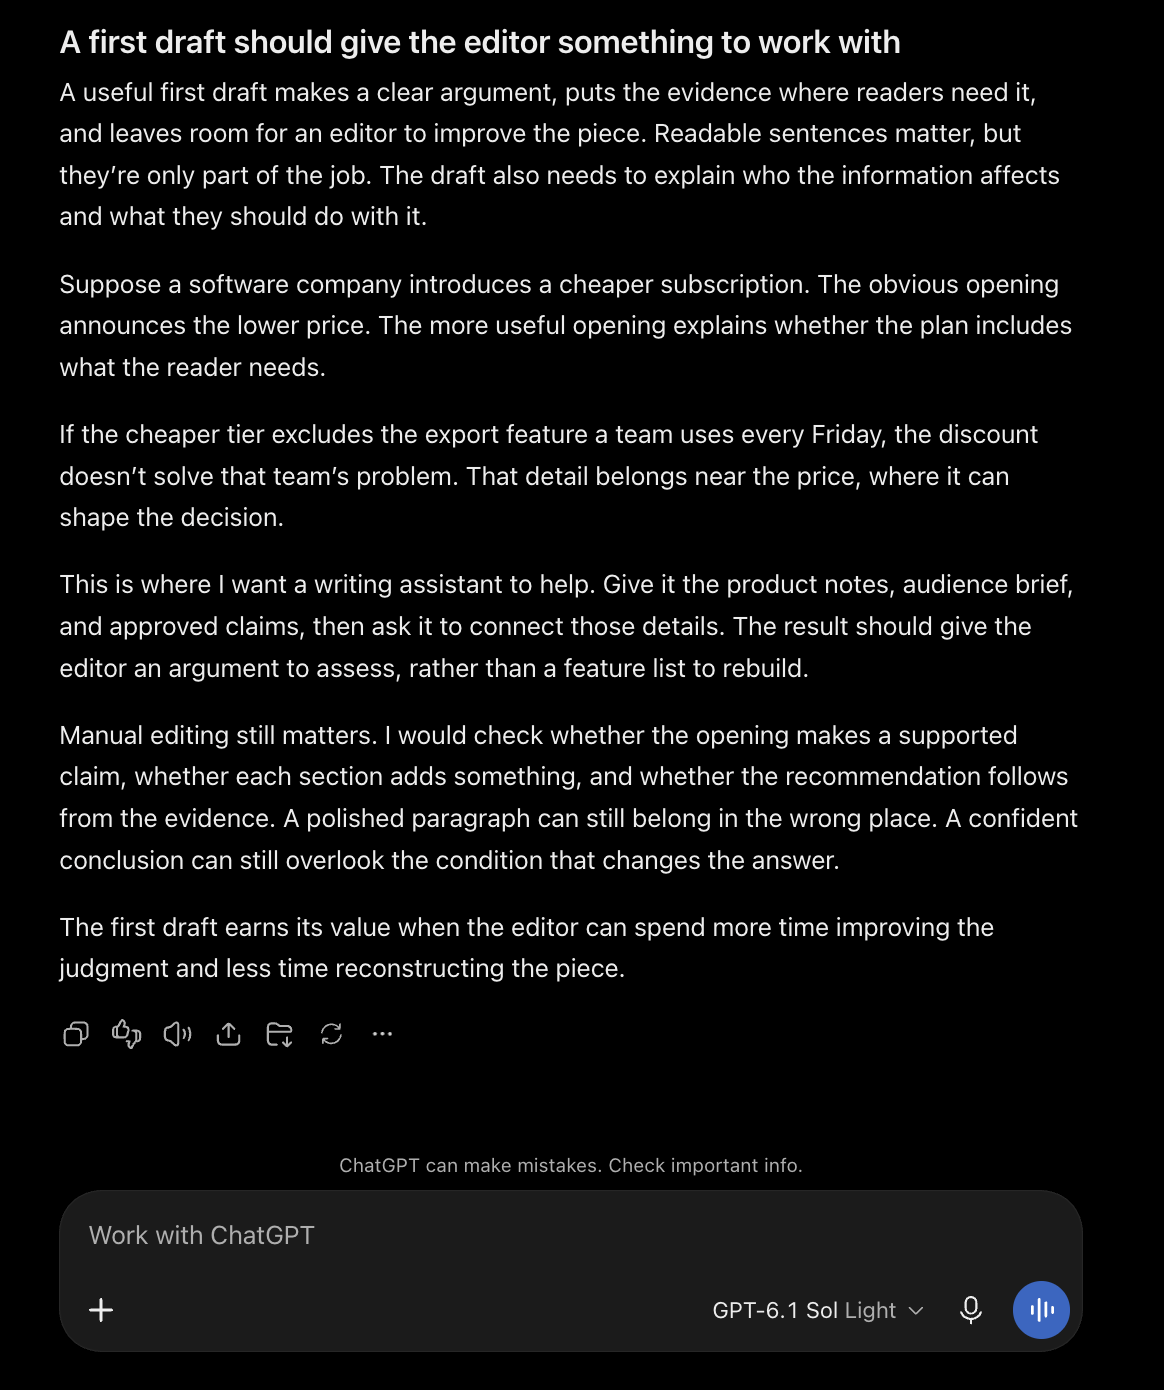 A first draft should give the editor something to work with
A useful first draft makes a clear argument, puts the evidence where readers need it,
and leaves room for an editor to improve the piece. Readable sentences matter, but
they’re only part of the job. The draft also needs to explain who the information affects
and what they should do with it.
Suppose a software company introduces a cheaper subscription. The obvious opening
announces the lower price. The more useful opening explains whether the plan includes
what the reader needs.
If the cheaper tier excludes the export feature a team uses every Friday, the discount
doesn’t solve that team’s problem. That detail belongs near the price, where it can
shape the decision.
This is where I want a writing assistant to help. Give it the product notes, audience brief,
and approved claims, then ask it to connect those details. The result should give the
editor an argument to assess, rather than a feature list to rebuild.
Manual editing still matters. I would check whether the opening makes a supported
claim, whether each section adds something, and whether the recommendation follows
from the evidence. A polished paragraph can still belong in the wrong place. A confident
conclusion can still overlook the condition that changes the answer.
The first draft earns its value when the editor can spend more time improving the
judgment and less time reconstructing the piece.
ChatGPT can make mistakes. Check important info.
Work with ChatGPT
GPT-6.1 Sol Light